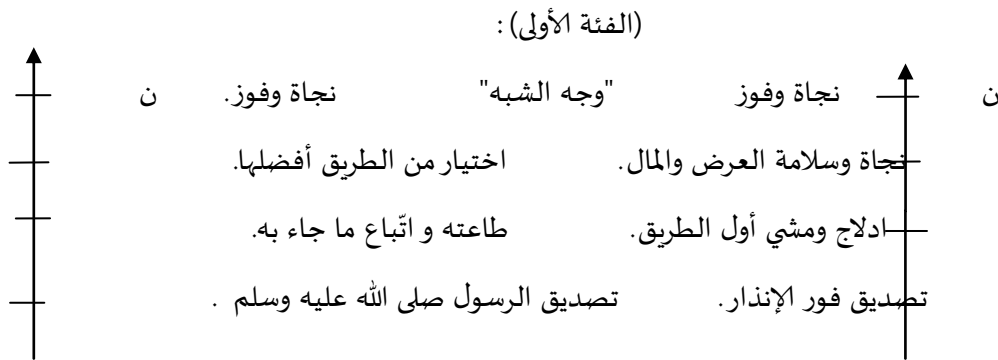 (الفئة الأولى):
ن نجاة وفوز "وجه الشبه" نجاة وفوز. ن
نجاة وسلامة العرض والمال. اختيار من الطريق أفضلها.
ادلاج ومشي أول الطريق. طاعته و اتّباع ما جاء به.
تصديق فور الإنذار. تصديق الرسول صلى الله عليه وسلم .